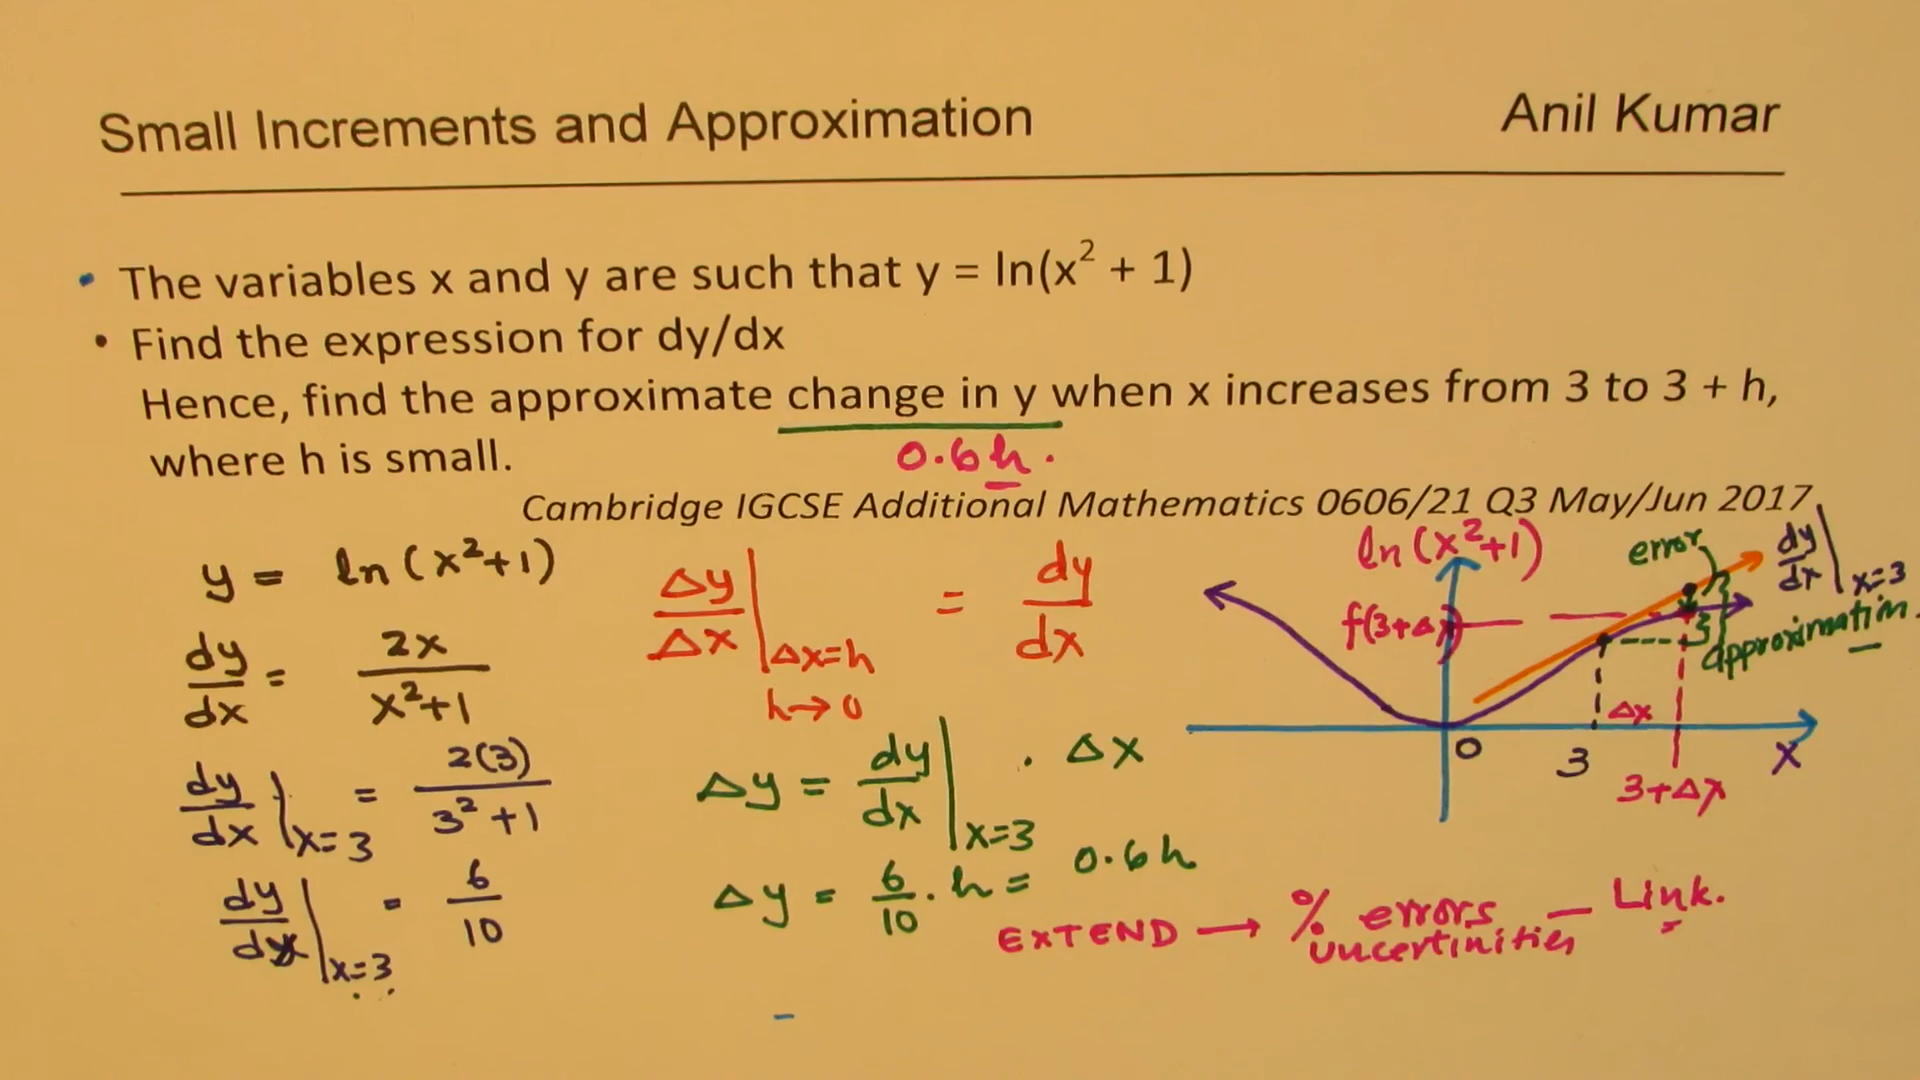 Small Increments and Approximation
Anil Kumar
• The variables x and y are such that y = ln(x² + 1)
• Find the expression for dy/dx
Hence, find the approximate change in y when x increases from 3 to 3 + h,
where h is small.
0.6h.
Cambridge IGCSE Additional Mathematics 0606/21 Q3 May/Jun 2017
y = ln(x²+1)
dy/dx = 2x/(x²+1)
dy/dx |x=3 = 2(3)/(3²+1)
dy/dx |x=3 = 6/10
Δy/Δx |Δx=h = dy/dx
h→0
Δy = dy/dx |x=3 · Δx
Δy = 6/10 · h = 0.6h
EXTEND → % errors — Link.
uncertinities
ln(x²+1)
f(3+Δx)
error
dy/dx |x=3
approximation
Δx
0
3
3+Δx
X